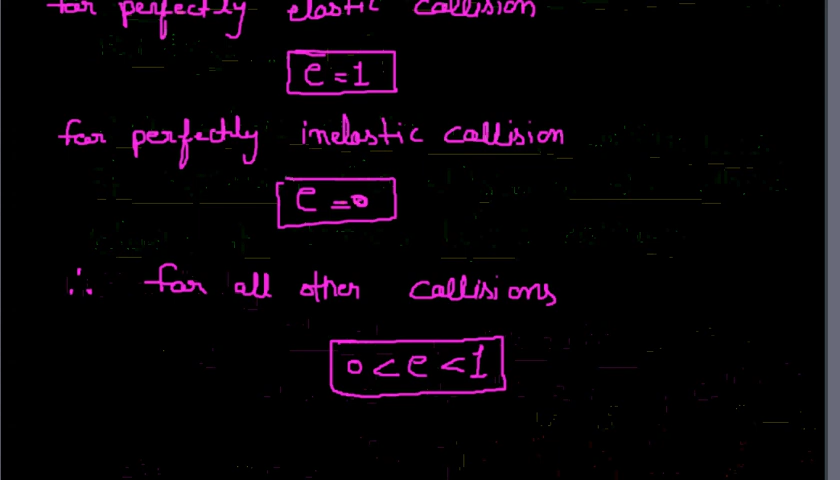 for perfectly elastic collision
e = 1
for perfectly inelastic collision
e = 0
∴ for all other collisions
0 < e < 1